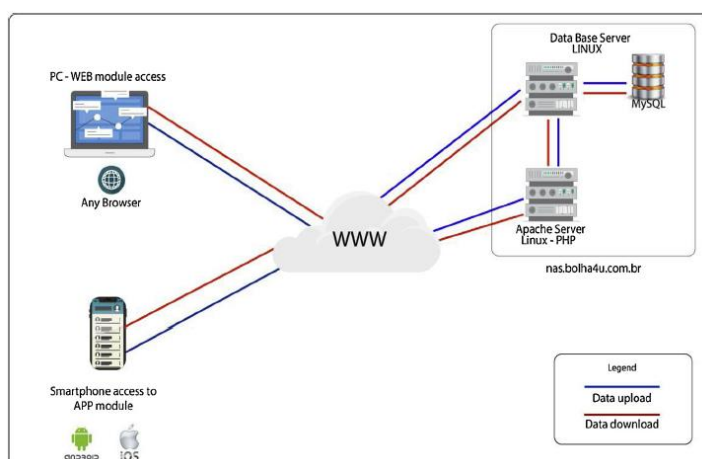 PC - WEB module access
Any Browser
Smartphone access to
APP module
ANDROID
iOS
WWW
Data Base Server
LINUX
MySQL
Apache Server
Linux - PHP
nas.bolha4u.com.br
Legend
Data upload
Data download